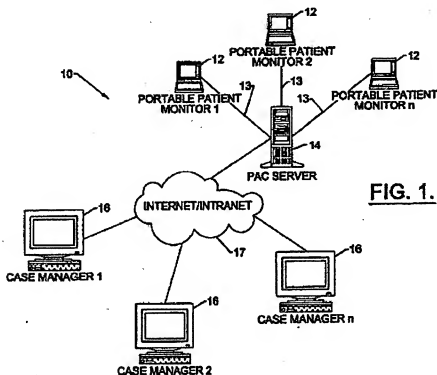 12
PORTABLE PATIENT
MONITOR 2
12
12
10
13
13
13
PORTABLE PATIENT
MONITOR 1
PORTABLE PATIENT
MONITOR n
14
PAC SERVER
FIG. 1.
INTERNET/INTRANET
16
16
17
CASE MANAGER 1
16
CASE MANAGER n
CASE MANAGER 2